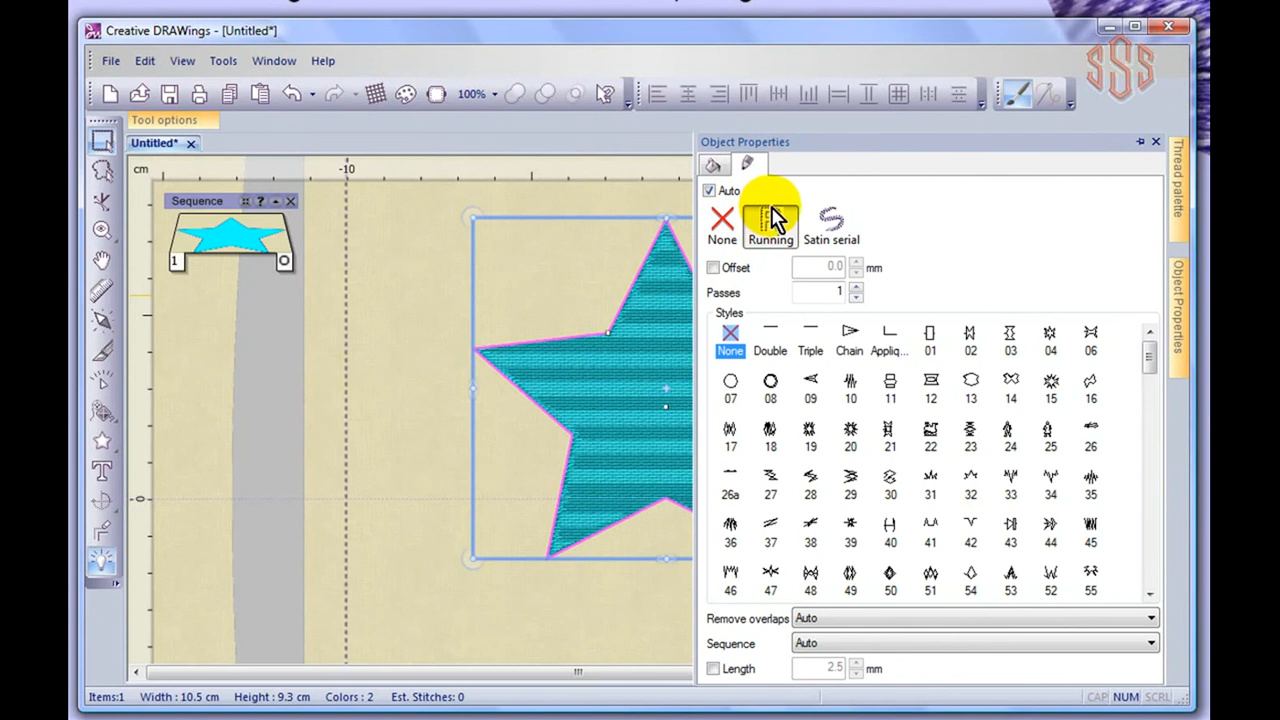 Creative DRAWings - [Untitled*]
SSS
File Edit View Tools Window Help
100%
Tool options
Untitled*
Object Properties
cm
-10
Auto
Sequence
None Running Satin serial
1
Offset 0.0 mm
Passes 1
Styles
None Double Triple Chain Appliq... 01 02 03 04 06
07 08 09 10 11 12 13 14 15 16
17 18 19 20 21 22 23 24 25 26
26a 27 28 29 30 31 32 33 34 35
0
36 37 38 39 40 41 42 43 44 45
46 47 48 49 50 51 54 53 52 55
Remove overlaps Auto
Sequence Auto
Length 2.5 mm
Thread palette
Object Properties
Items:1 Width : 10.5 cm Height : 9.3 cm Colors : 2 Est. Stitches: 0 CAP NUM SCRL